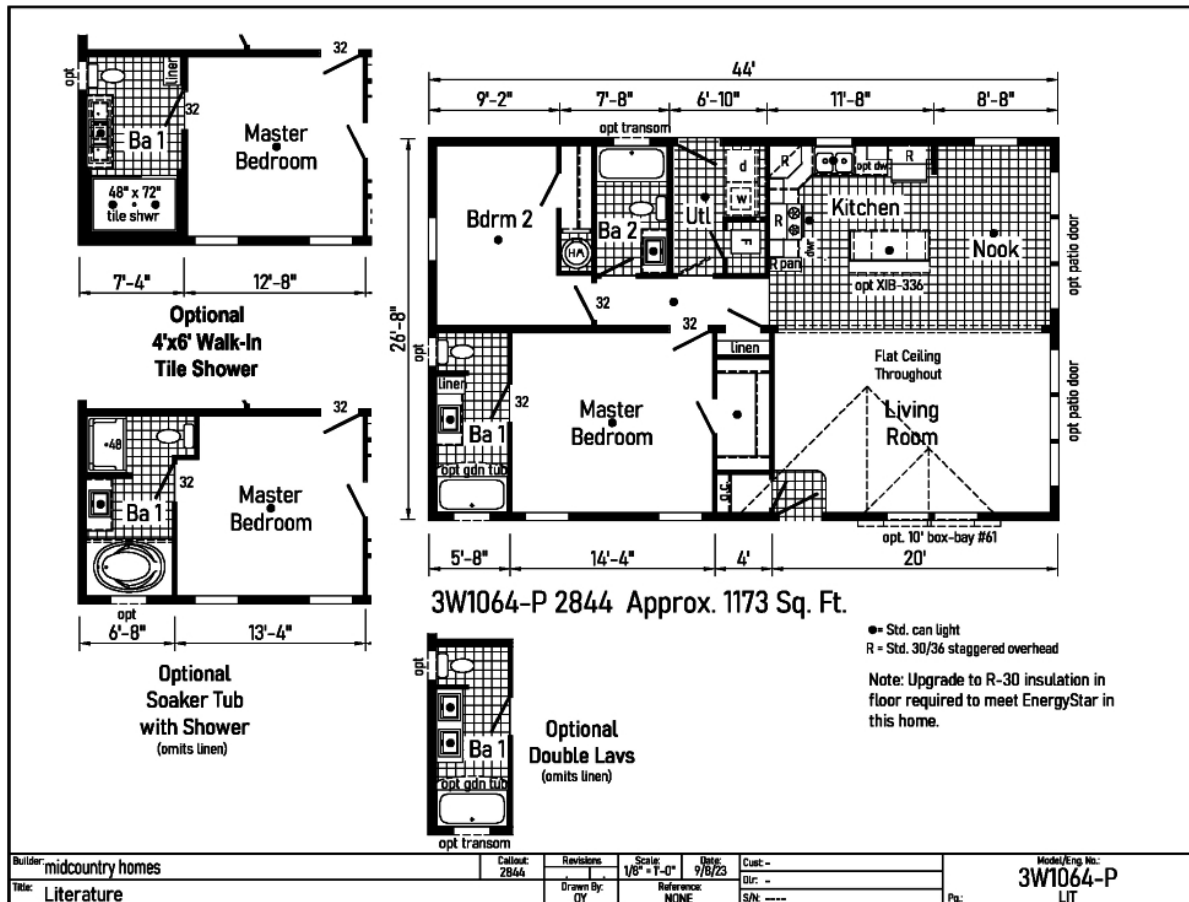 32
opt
linen
32
Ba 1
Master
Bedroom
48" x 72"
tile shwr
7'-4"
12'-8"
Optional
4'x6' Walk-In
Tile Shower
32
48
32
Ba 1
Master
Bedroom
opt
6'-8"
13'-4"
Optional
Soaker Tub
with Shower
(omits linen)
44'
9'-2"
7'-8"
6'-10"
11'-8"
8'-8"
opt transom
26'-8"
Bdrm 2
Ba 2
Utl
d
w
F
HW
R
opt dw
R
Kitchen
R
dwr
R pan
opt XIB-336
Nook
opt patio door
32
32
linen
opt
linen
32
Ba 1
opt gdn tub
Master
Bedroom
o.c.
Flat Ceiling
Throughout
Living
Room
opt patio door
opt. 10' box-bay #61
5'-8"
14'-4"
4'
20'
3W1064-P 2844 Approx. 1173 Sq. Ft.
= Std. can light
R = Std. 30/36 staggered overhead
Note: Upgrade to R-30 insulation in
floor required to meet EnergyStar in
this home.
opt
Ba 1
opt gdn tub
opt transom
Optional
Double Lavs
(omits linen)
Builder: midcountry homes
Callout: 2844
Revisions
Scale: 1/8" = 1'-0"
Date: 9/8/23
Cust: -
Dlr: -
S/N: ----
Model/Eng. No.:
3W1064-P
Title: Literature
Drawn By:
Reference: NONE
Pg.: LIT